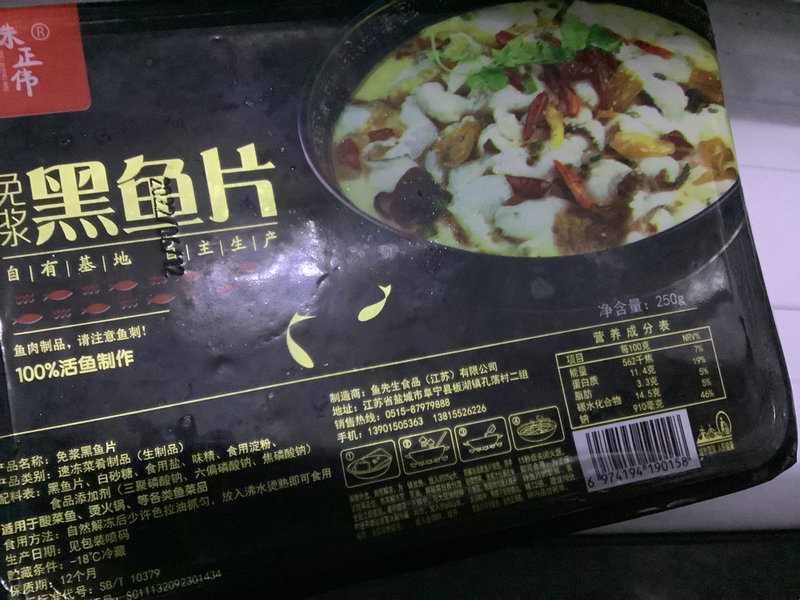 朱正伟®
免浆黑鱼片
自|有|基|地
主|生|产
鱼肉制品，请注意鱼刺!
100%活鱼制作
净含量: 250g
营养成分表
项目 每100克 NRV%
能量 562千焦 7%
蛋白质 11.4克 19%
脂肪 3.3克 5%
碳水化合物 14.5克 5%
钠 910毫克 46%
制造商: 鱼先生食品（江苏）有限公司
地址: 江苏省盐城市阜宁县板湖镇孔荡村二组
销售热线: 0515-87979888
手机: 13901505363 13815526226
① ② ③ ④
6 974194 190158
产品名称: 免浆黑鱼片
产品类别: 速冻菜肴制品（生制品）
配料表: 黑鱼片、白砂糖、食用盐、味精、食用淀粉、
食品添加剂（三聚磷酸钠、六偏磷酸钠、焦磷酸钠）
适用于酸菜鱼、烫火锅、等各类鱼菜品
食用方法: 自然解冻后少许色拉油抓匀，放入沸水烫熟即可食用
生产日期: 见包装喷码
贮藏条件: -18℃冷藏
保质期: 12个月
标准代号: SB/T 10379
SC11132092301434